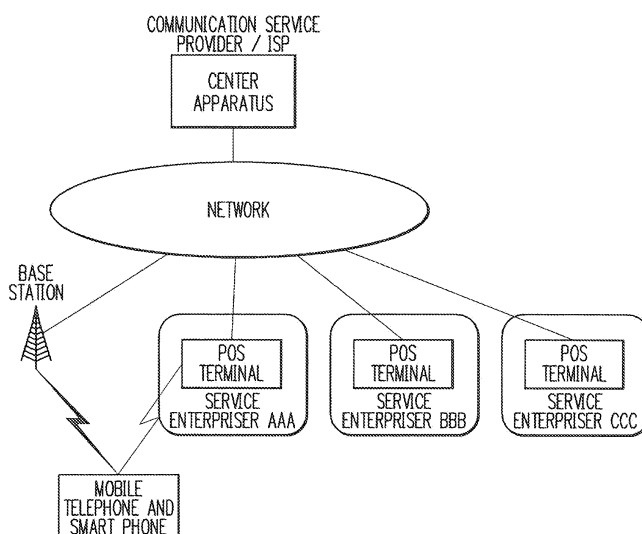 COMMUNICATION SERVICE
PROVIDER / ISP
CENTER
APPARATUS
NETWORK
BASE
STATION
POS
TERMINAL
SERVICE
ENTERPRISER AAA
POS
TERMINAL
SERVICE
ENTERPRISER BBB
POS
TERMINAL
SERVICE
ENTERPRISER CCC
MOBILE
TELEPHONE AND
SMART PHONE